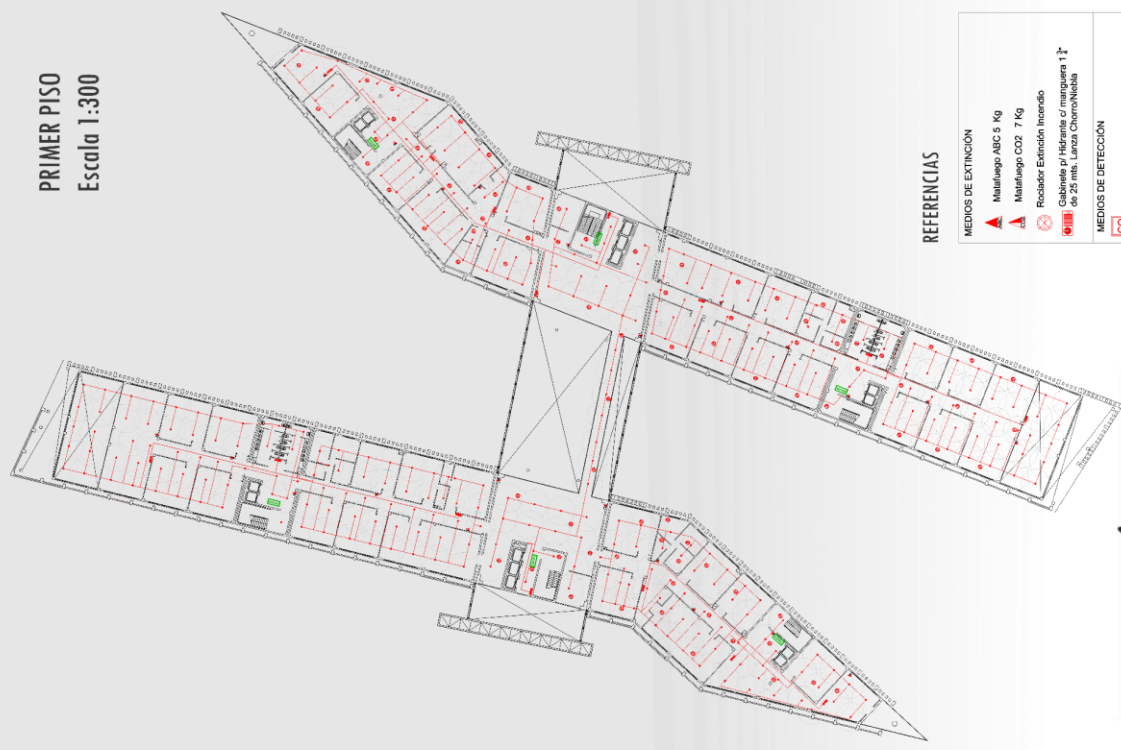 PRIMER PISO
Escala 1:300
REFERENCIAS
MEDIOS DE EXTINCIÓN
Matafuego ABC 5 Kg
Matafuego CO2 7 Kg
Rociador Extinción Incendio
Gabinete p/ Hidrante c/ manguera 1 3/4"
de 25 mts. Lanza Chorro/Niebla
MEDIOS DE DETECCIÓN